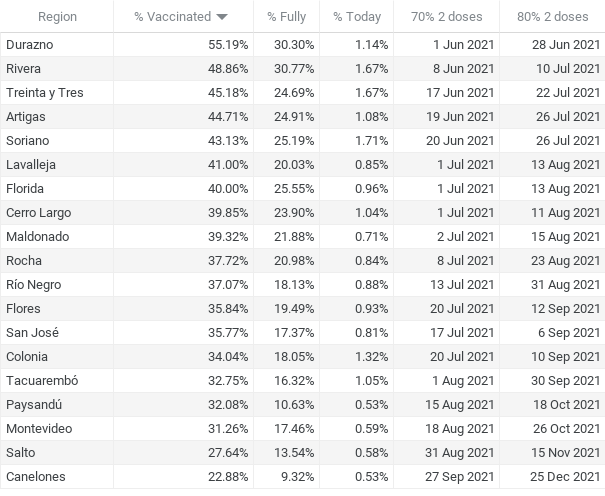 Region % Vaccinated % Fully % Today 70% 2 doses 80% 2 doses
Durazno 55.19% 30.30% 1.14% 1 Jun 2021 28 Jun 2021
Rivera 48.86% 30.77% 1.67% 8 Jun 2021 10 Jul 2021
Treinta y Tres 45.18% 24.69% 1.67% 17 Jun 2021 22 Jul 2021
Artigas 44.71% 24.91% 1.08% 19 Jun 2021 26 Jul 2021
Soriano 43.13% 25.19% 1.71% 20 Jun 2021 26 Jul 2021
Lavalleja 41.00% 20.03% 0.85% 1 Jul 2021 13 Aug 2021
Florida 40.00% 25.55% 0.96% 1 Jul 2021 13 Aug 2021
Cerro Largo 39.85% 23.90% 1.04% 1 Jul 2021 11 Aug 2021
Maldonado 39.32% 21.88% 0.71% 2 Jul 2021 15 Aug 2021
Rocha 37.72% 20.98% 0.84% 8 Jul 2021 23 Aug 2021
Río Negro 37.07% 18.13% 0.88% 13 Jul 2021 31 Aug 2021
Flores 35.84% 19.49% 0.93% 20 Jul 2021 12 Sep 2021
San José 35.77% 17.37% 0.81% 17 Jul 2021 6 Sep 2021
Colonia 34.04% 18.05% 1.32% 20 Jul 2021 10 Sep 2021
Tacuarembó 32.75% 16.32% 1.05% 1 Aug 2021 30 Sep 2021
Paysandú 32.08% 10.63% 0.53% 15 Aug 2021 18 Oct 2021
Montevideo 31.26% 17.46% 0.59% 18 Aug 2021 26 Oct 2021
Salto 27.64% 13.54% 0.58% 31 Aug 2021 15 Nov 2021
Canelones 22.88% 9.32% 0.53% 27 Sep 2021 25 Dec 2021